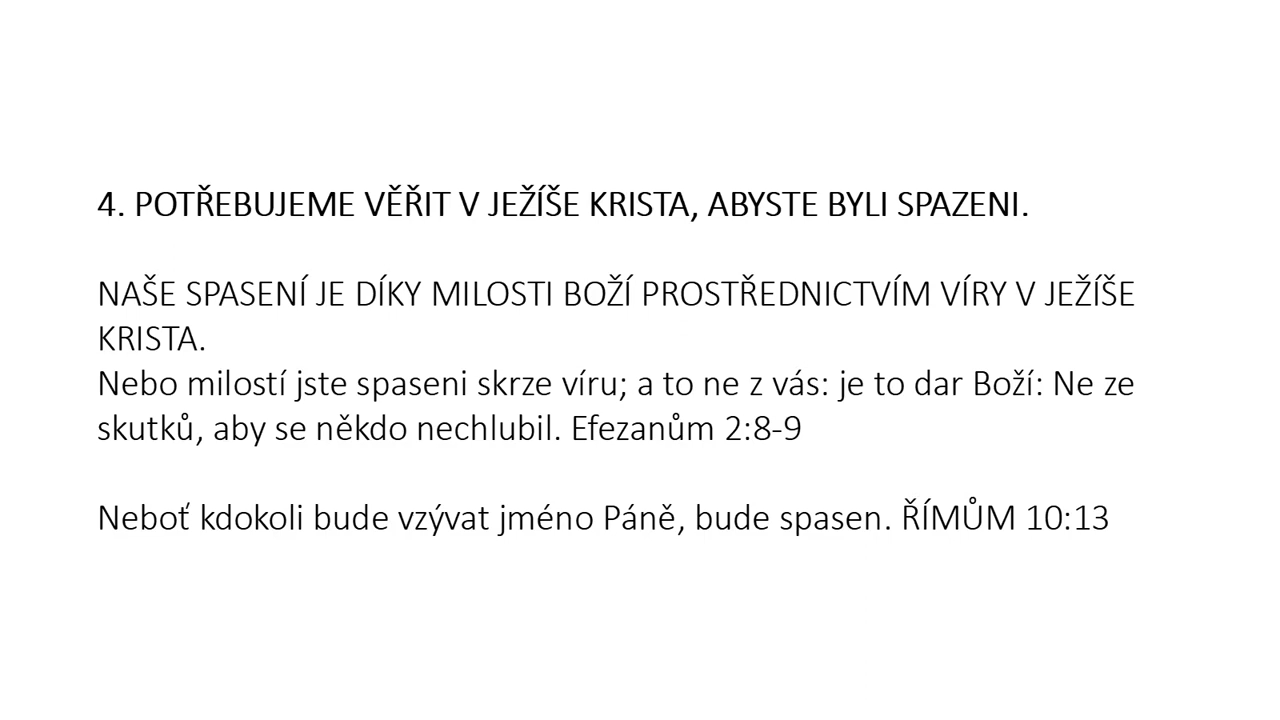 4. POTŘEBUJEME VĚŘIT V JEŽÍŠE KRISTA, ABYSTE BYLI SPAZENI.
NAŠE SPASENÍ JE DÍKY MILOSTI BOŽÍ PROSTŘEDNICTVÍM VÍRY V JEŽÍŠE
KRISTA.
Nebo milostí jste spaseni skrze víru; a to ne z vás: je to dar Boží: Ne ze
skutků, aby se někdo nechlubil. Efezanům 2:8-9
Neboť kdokoli bude vzývat jméno Páně, bude spasen. ŘÍMŮM 10:13